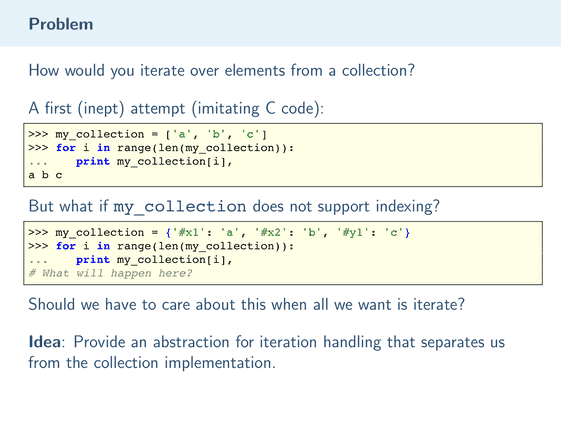 Problem
How would you iterate over elements from a collection?
A first (inept) attempt (imitating C code):
>>> my_collection = ['a', 'b', 'c']
>>> for i in range(len(my_collection)):
...    print my_collection[i],
a b c
But what if my_collection does not support indexing?
>>> my_collection = {'#x1': 'a', '#x2': 'b', '#y1': 'c'}
>>> for i in range(len(my_collection)):
...    print my_collection[i],
# What will happen here?
Should we have to care about this when all we want is iterate?
Idea: Provide an abstraction for iteration handling that separates us
from the collection implementation.